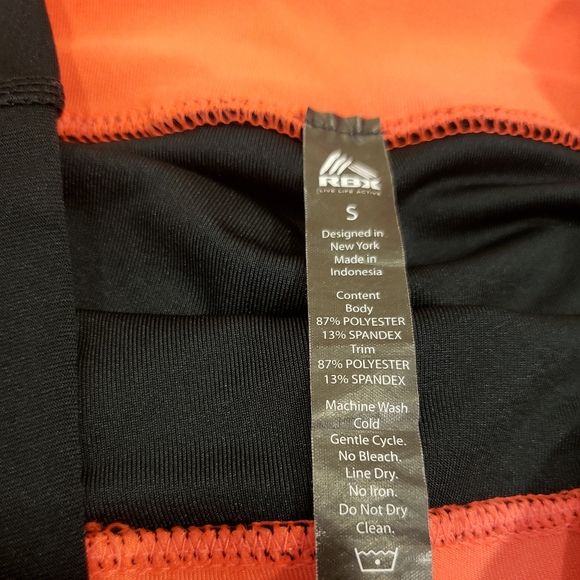 RBX
LIVE LIFE ACTIVE
S
Designed in
New York
Made in
Indonesia
Content
Body
87% POLYESTER
13% SPANDEX
Trim
87% POLYESTER
13% SPANDEX
Machine Wash
Cold
Gentle Cycle.
No Bleach.
Line Dry.
No Iron.
Do Not Dry
Clean.